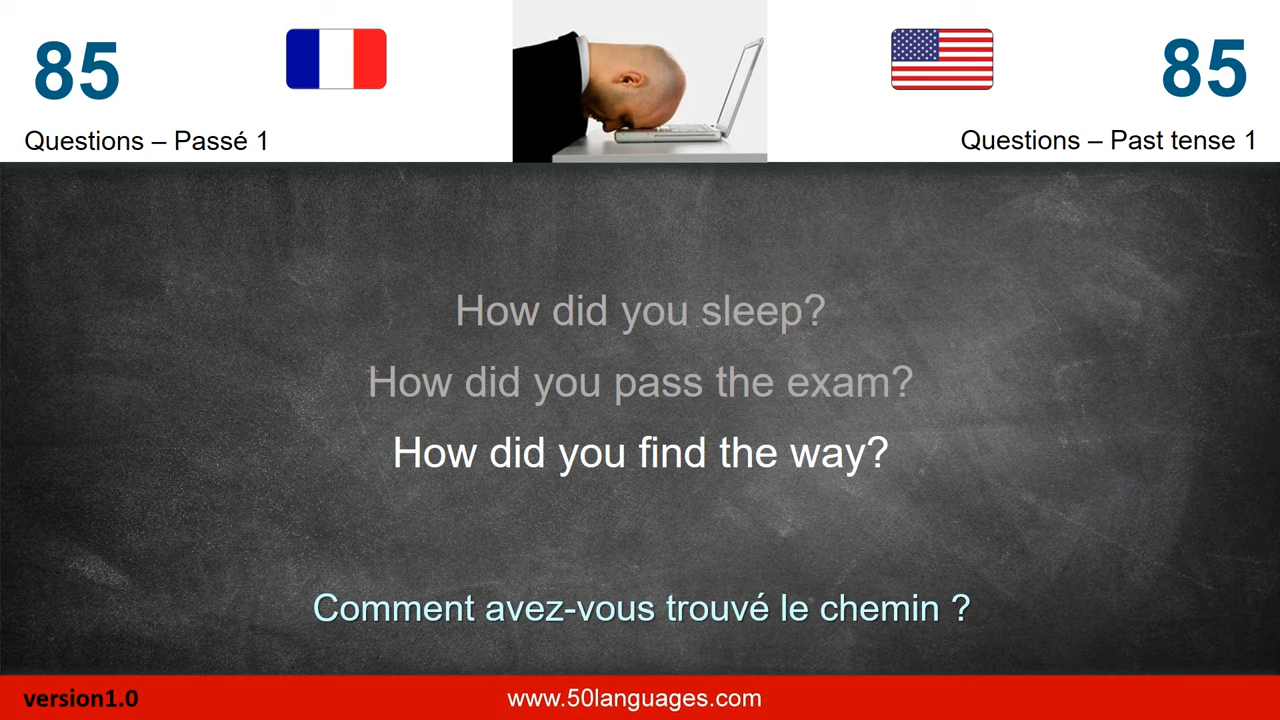 85
85
Questions – Passé 1
Questions – Past tense 1
How did you sleep?
How did you pass the exam?
How did you find the way?
Comment avez-vous trouvé le chemin ?
version1.0
www.50languages.com